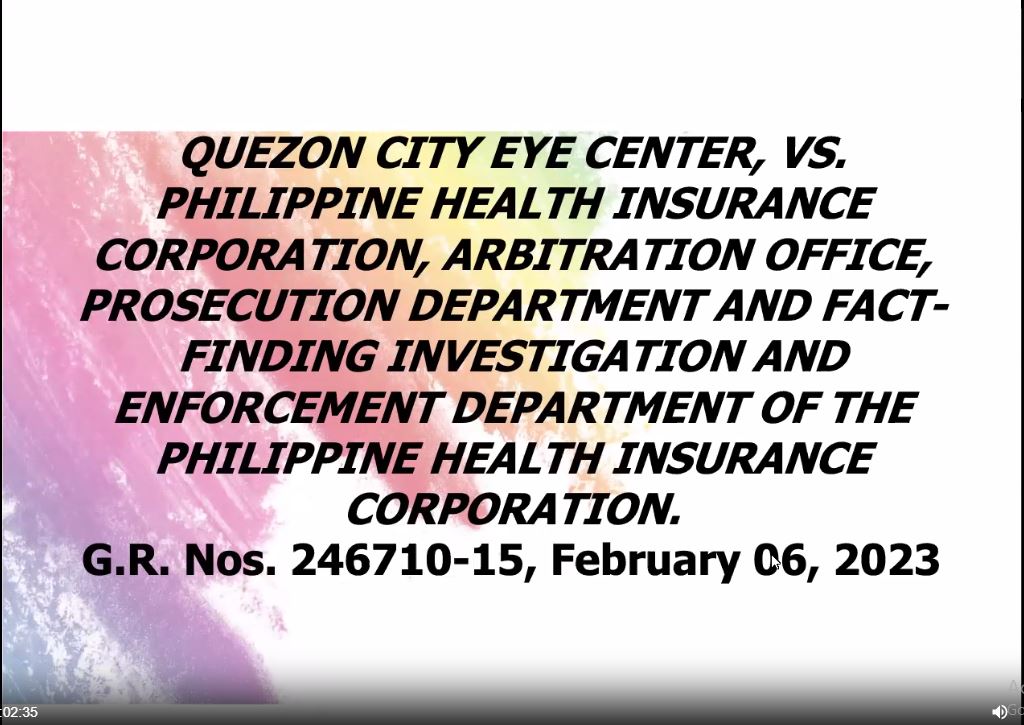 QUEZON CITY EYE CENTER, VS.
PHILIPPINE HEALTH INSURANCE
CORPORATION, ARBITRATION OFFICE,
PROSECUTION DEPARTMENT AND FACT-
FINDING INVESTIGATION AND
ENFORCEMENT DEPARTMENT OF THE
PHILIPPINE HEALTH INSURANCE
CORPORATION.
G.R. Nos. 246710-15, February 06, 2023
:02:35